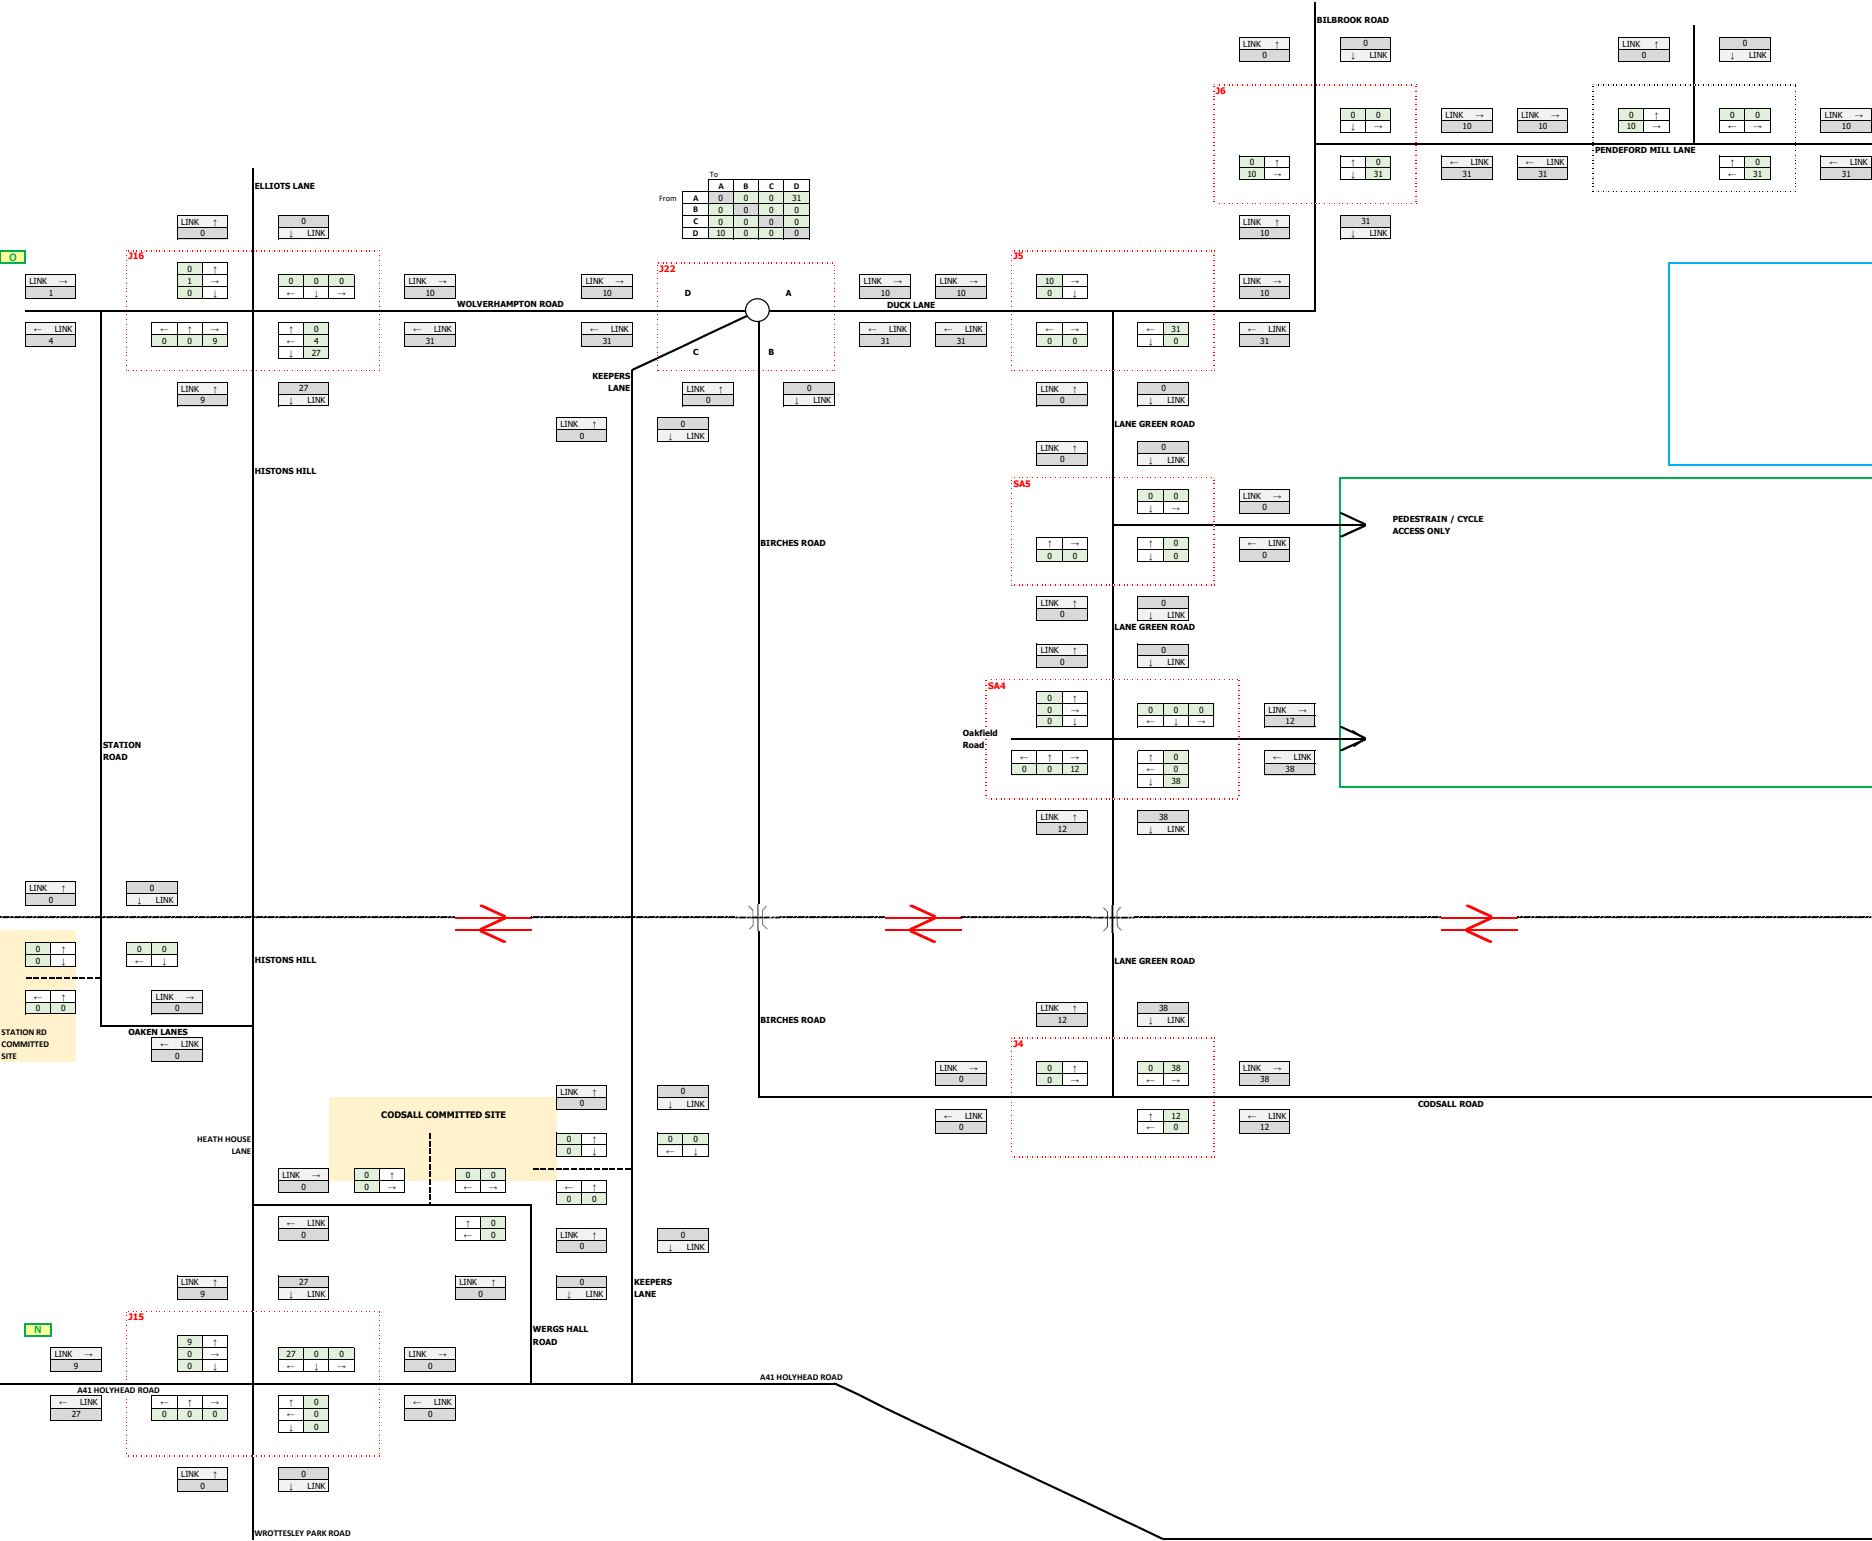 BILBROOK ROAD
LINK ↑ 0
0 ↓ LINK
LINK ↑ 0
0 ↓ LINK
J6
0 0
↓ →
LINK → 10
LINK → 10
0 ↑
10 →
0 0
← →
LINK → 10
PENDEFORD MILL LANE
0 ↑
10 →
↑ 0
↓ 31
← LINK 31
← LINK 31
↑ 0
← 31
← LINK 31
LINK ↑ 10
31 ↓ LINK
ELLIOTS LANE
To
A B C D
From A 0 0 0 31
B 0 0 0 0
C 0 0 0 0
D 10 0 0 0
LINK ↑ 0
0 ↓ LINK
O
J16
LINK → 1
0 ↑
1 →
0 ↓
0 0 0
← ↓ →
LINK → 10
WOLVERHAMPTON ROAD
LINK → 10
J22
D A
C B
LINK → 10
LINK → 10
DUCK LANE
J5
10 →
0 ↓
LINK → 10
← LINK 4
← ↑ →
0 0 9
↑ 0
← 4
↓ 27
← LINK 31
← LINK 31
← LINK 31
← LINK 31
← →
0 0
← 31
↓ 0
← LINK 31
LINK ↑ 9
27 ↓ LINK
KEEPERS
LANE
LINK ↑ 0
0 ↓ LINK
LINK ↑ 0
0 ↓ LINK
LINK ↑ 0
0 ↓ LINK
LANE GREEN ROAD
LINK ↑ 0
0 ↓ LINK
HISTONS HILL
SA5
0 0
↓ →
LINK → 0
PEDESTRAIN / CYCLE
ACCESS ONLY
BIRCHES ROAD
↑ →
0 0
↑ 0
↓ 0
← LINK 0
LINK ↑ 0
0 ↓ LINK
LANE GREEN ROAD
LINK ↑ 0
0 ↓ LINK
SA4
0 ↑
0 →
0 ↓
0 0 0
← ↓ →
LINK → 12
Oakfield
Road
STATION
ROAD
← ↑ →
0 0 12
↑ 0
← 0
↓ 38
← LINK 38
LINK ↑ 12
38 ↓ LINK
LINK ↑ 0
0 ↓ LINK
0 ↑
0 ↓
0 0
← ↓
HISTONS HILL
LANE GREEN ROAD
← ↑
0 0
LINK → 0
STATION RD
COMMITTED
SITE
OAKEN LANES
← LINK 0
BIRCHES ROAD
LINK ↑ 12
38 ↓ LINK
J4
LINK → 0
0 ↑
0 →
0 38
← →
LINK → 38
CODSALL ROAD
← LINK 0
↑ 12
← 0
← LINK 12
CODSALL COMMITTED SITE
LINK ↑ 0
0 ↓ LINK
HEATH HOUSE
LANE
0 ↑
0 ↓
0 0
← ↓
LINK → 0
0 ↑
0 →
0 0
← →
← ↑
0 0
← LINK 0
↑ 0
← 0
LINK ↑ 0
0 ↓ LINK
LINK ↑ 9
27 ↓ LINK
LINK ↑ 0
0 ↓ LINK
KEEPERS
LANE
N
J15
WERGS HALL
ROAD
LINK → 9
9 ↑
0 →
0 ↓
27 0 0
← ↓ →
LINK → 0
A41 HOLYHEAD ROAD
A41 HOLYHEAD ROAD
← LINK 27
← ↑ →
0 0 0
↑ 0
← 0
↓ 0
← LINK 0
LINK ↑ 0
0 ↓ LINK
WROTTESLEY PARK ROAD